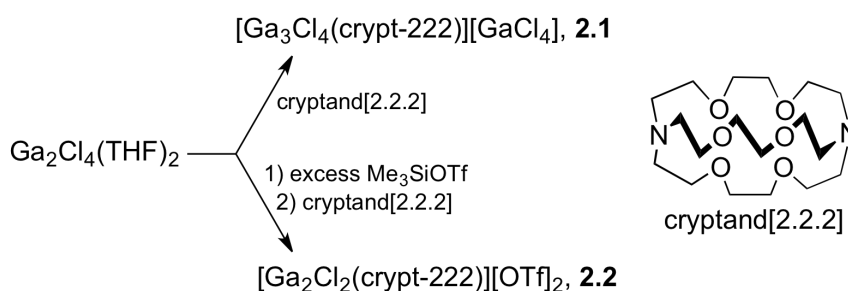 [Ga₃Cl₄(crypt-222)][GaCl₄], 2.1
cryptand[2.2.2]
Ga₂Cl₄(THF)₂
1) excess Me₃SiOTf
2) cryptand[2.2.2]
[Ga₂Cl₂(crypt-222)][OTf]₂, 2.2
O O
N O O N
O O
cryptand[2.2.2]